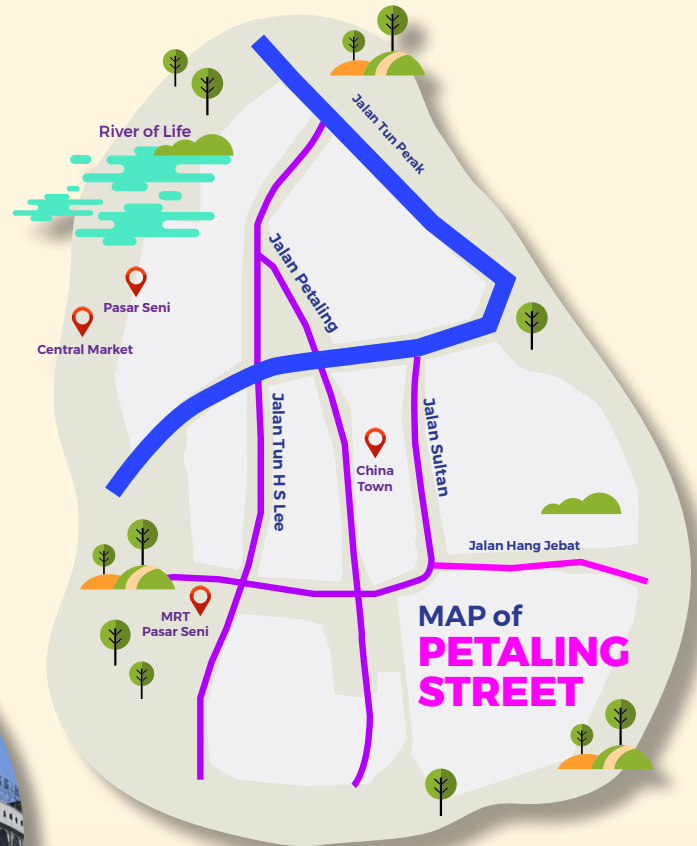 Jalan Tun Perak
River of Life
Jalan Petaling
Pasar Seni
Central Market
Jalan Tun H S Lee
Jalan Sultan
China
Town
Jalan Hang Jebat
MRT
Pasar Seni
MAP of
PETALING
STREET